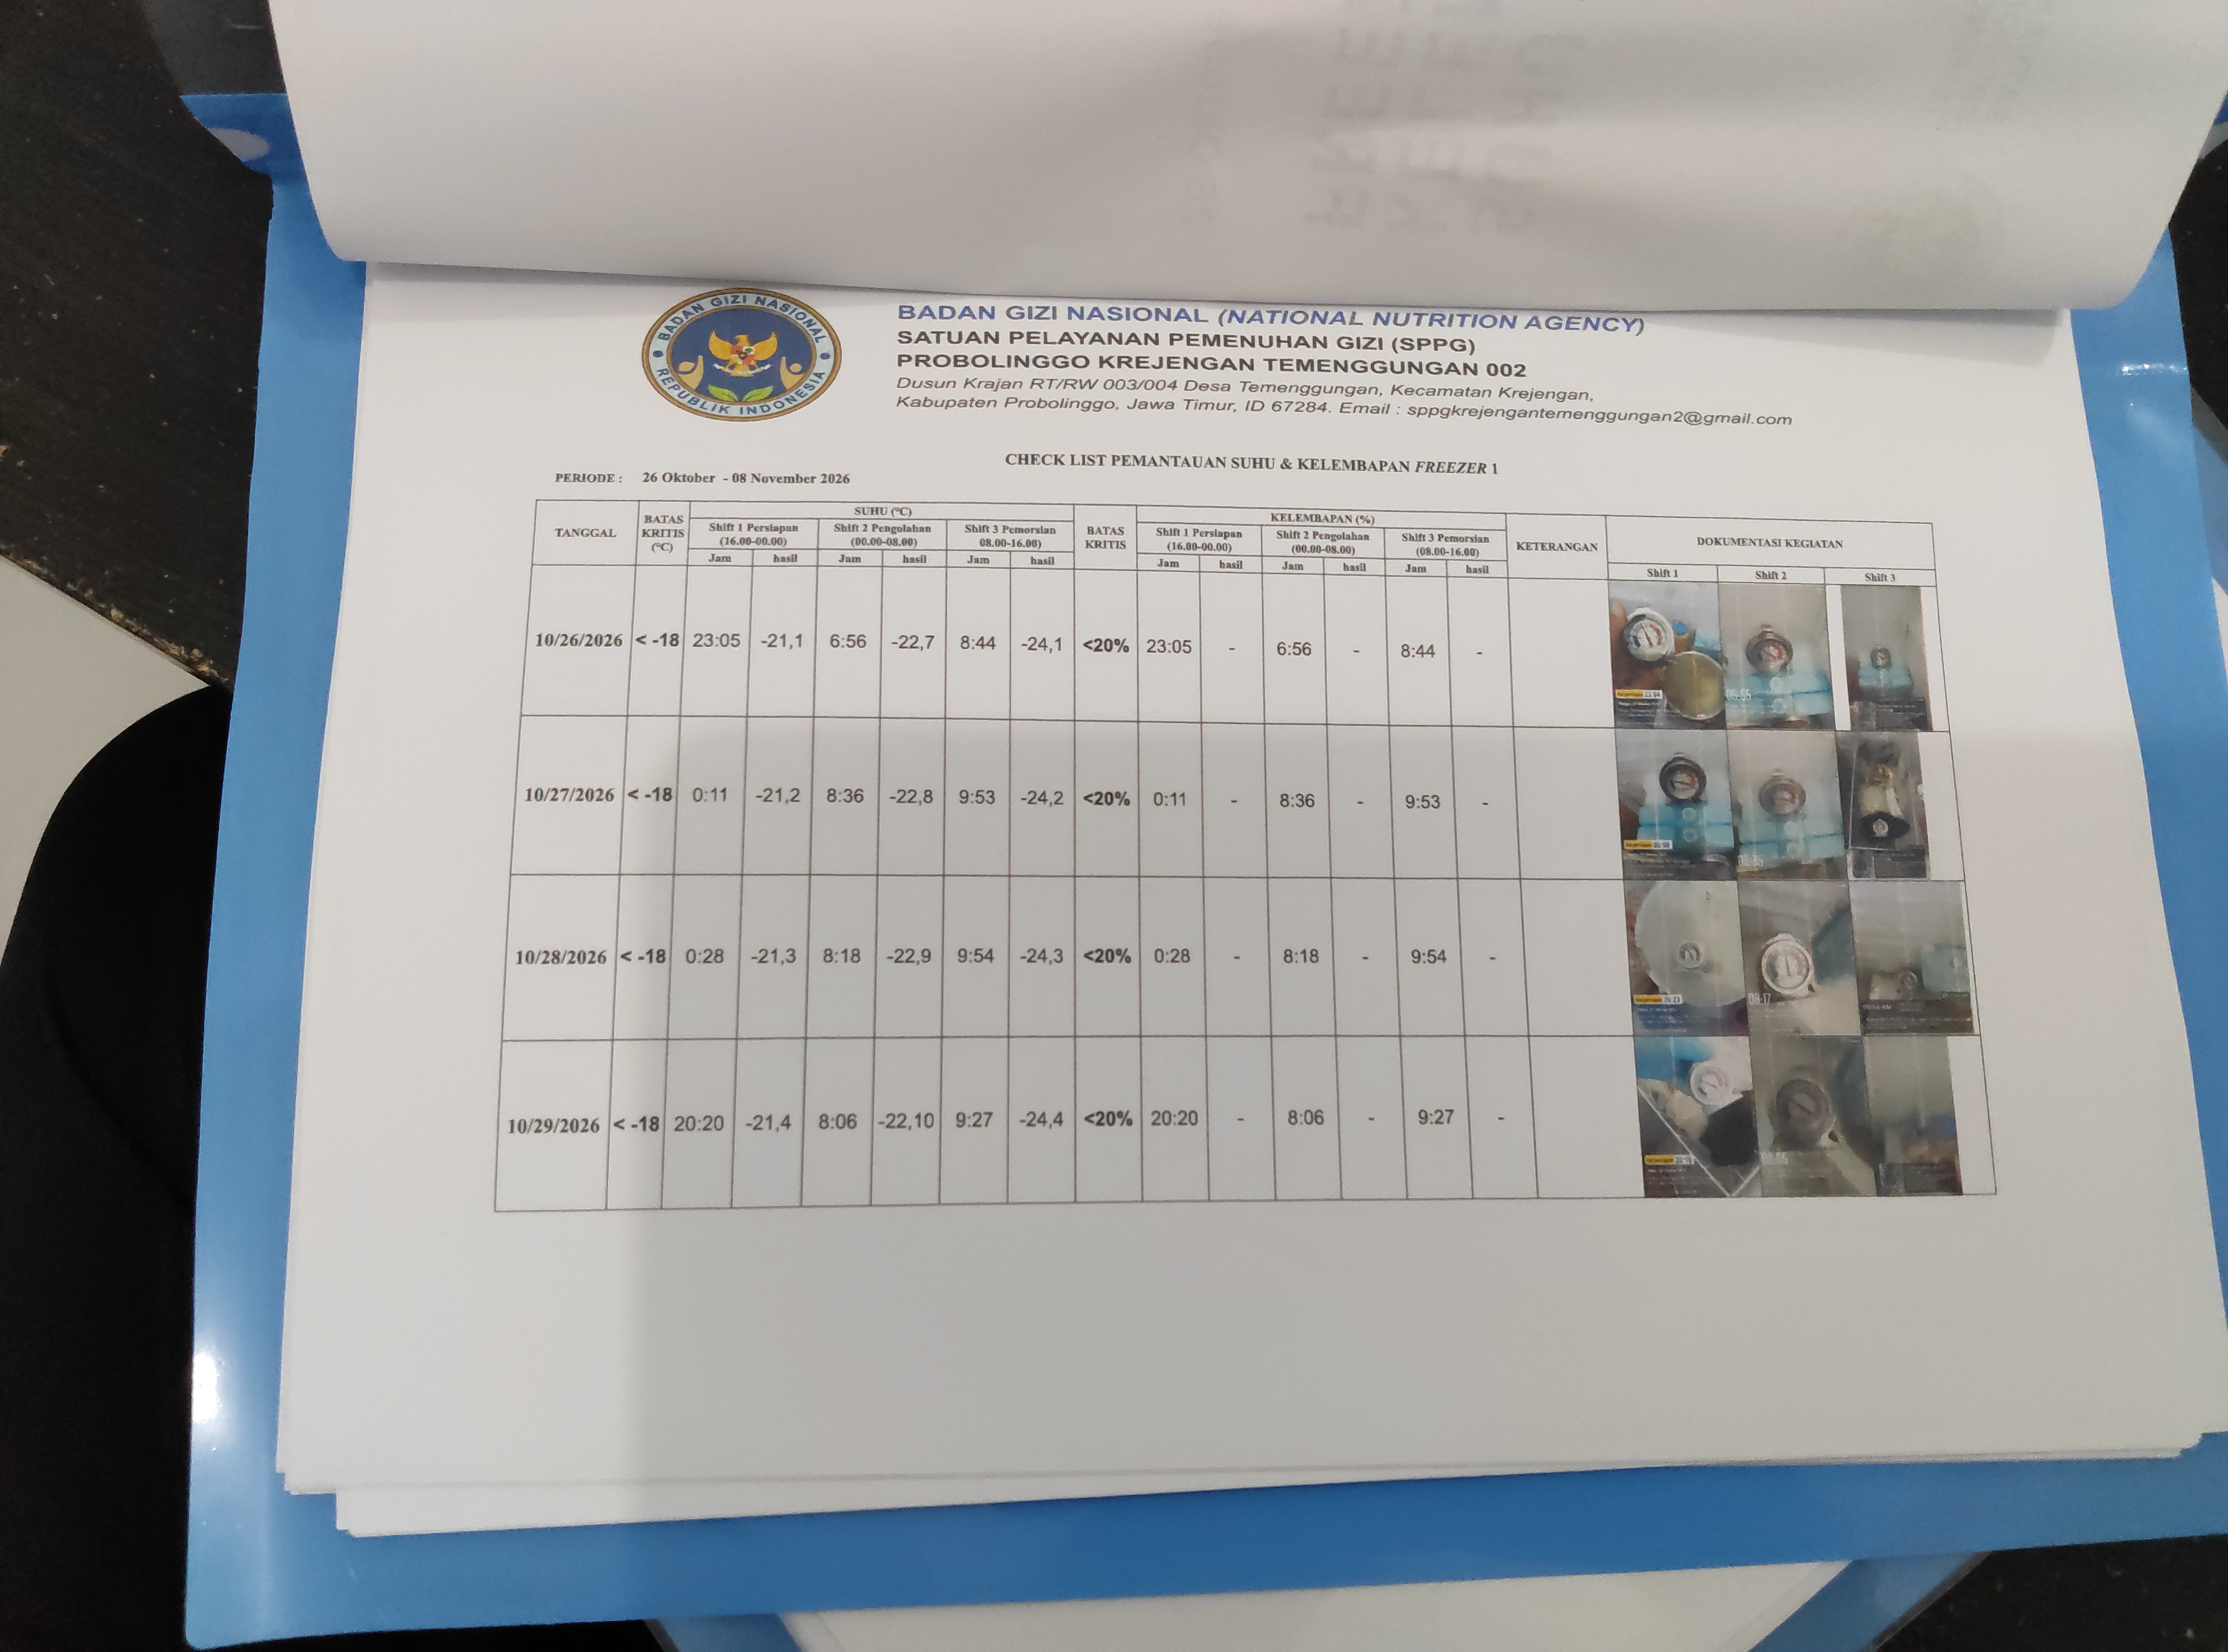 BADAN GIZI NASIONAL
REPUBLIK INDONESIA
BADAN GIZI NASIONAL (NATIONAL NUTRITION AGENCY)
SATUAN PELAYANAN PEMENUHAN GIZI (SPPG)
PROBOLINGGO KREJENGAN TEMENGGUNGAN 002
Dusun Krajan RT/RW 003/004 Desa Temenggungan, Kecamatan Krejengan,
Kabupaten Probolinggo, Jawa Timur, ID 67284. Email : sppgkrejengantemenggungan2@gmail.com
CHECK LIST PEMANTAUAN SUHU & KELEMBAPAN FREEZER 1
PERIODE : 26 Oktober - 08 November 2026
TANGGAL BATAS KRITIS (°C) SUHU (°C) BATAS KRITIS KELEMBAPAN (%) KETERANGAN DOKUMENTASI KEGIATAN
Shift 1 Persiapan (16.00-00.00) Shift 2 Pengolahan (00.00-08.00) Shift 3 Pemorsian 08.00-16.00) Shift 1 Persiapan (16.00-00.00) Shift 2 Pengolahan (00.00-08.00) Shift 3 Pemorsian (08.00-16.00)
Jam hasil Jam hasil Jam hasil Jam hasil Jam hasil Jam hasil Shift 1 Shift 2 Shift 3
10/26/2026 < -18 23:05 -21,1 6:56 -22,7 8:44 -24,1 <20% 23:05 - 6:56 - 8:44 -
10/27/2026 < -18 0:11 -21,2 8:36 -22,8 9:53 -24,2 <20% 0:11 - 8:36 - 9:53 -
10/28/2026 < -18 0:28 -21,3 8:18 -22,9 9:54 -24,3 <20% 0:28 - 8:18 - 9:54 -
08:17
10/29/2026 < -18 20:20 -21,4 8:06 -22,10 9:27 -24,4 <20% 20:20 - 8:06 - 9:27 -